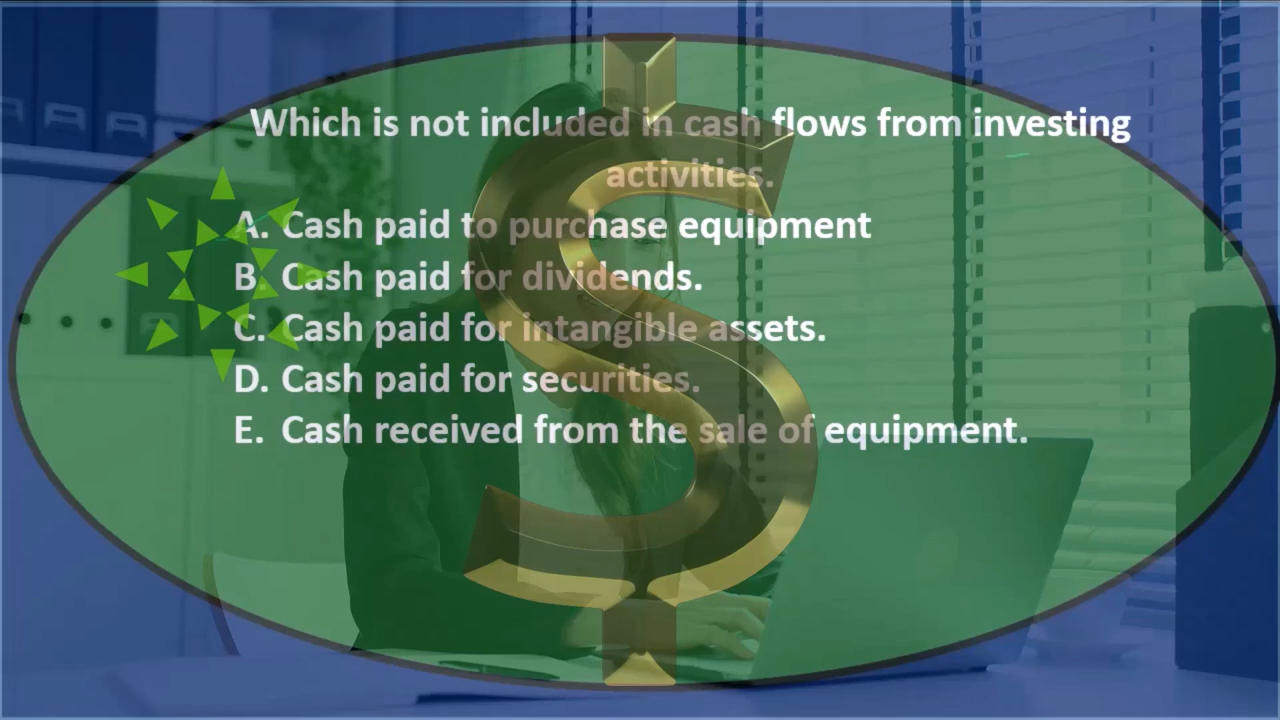 Which is not included in cash flows from investing
activities.
A. Cash paid to purchase equipment
B. Cash paid for dividends.
C. Cash paid for intangible assets.
D. Cash paid for securities.
E. Cash received from the sale of equipment.